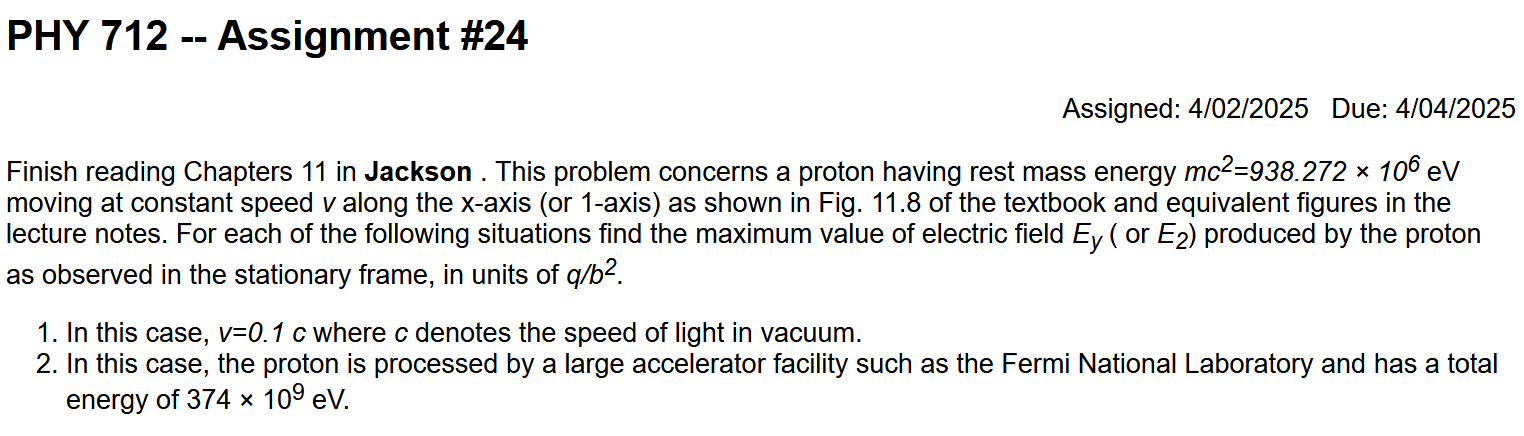 PHY 712 -- Assignment #24
Assigned: 4/02/2025   Due: 4/04/2025
Finish reading Chapters 11 in Jackson . This problem concerns a proton having rest mass energy mc²=938.272 × 10⁶ eV
moving at constant speed v along the x-axis (or 1-axis) as shown in Fig. 11.8 of the textbook and equivalent figures in the
lecture notes. For each of the following situations find the maximum value of electric field Ey ( or E2) produced by the proton
as observed in the stationary frame, in units of q/b².
1. In this case, v=0.1 c where c denotes the speed of light in vacuum.
2. In this case, the proton is processed by a large accelerator facility such as the Fermi National Laboratory and has a total
energy of 374 × 10⁹ eV.